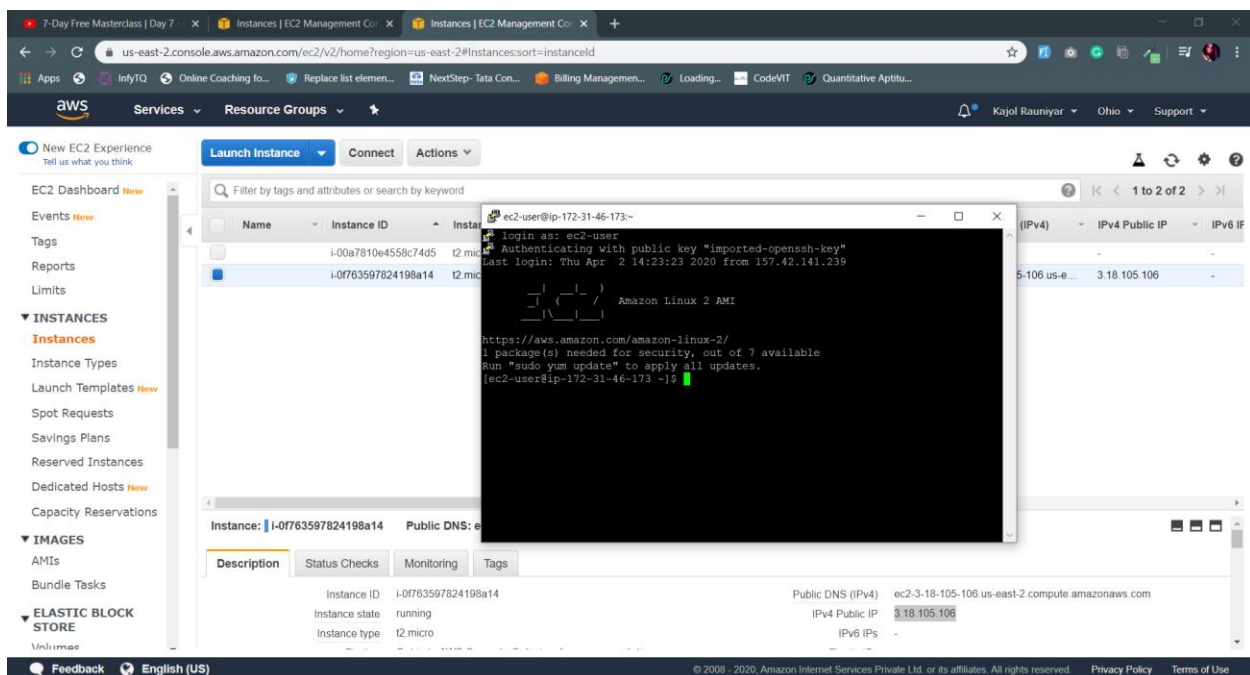 7-Day Free Masterclass | Day 7 -
Instances | EC2 Management Co
Instances | EC2 Management Co
us-east-2.console.aws.amazon.com/ec2/v2/home?region=us-east-2#Instances:sort=instanceId
Apps
InfyTQ
Online Coaching fo...
Replace list elemen...
NextStep- Tata Con...
Billing Managemen...
Loading...
CodeVIT
Quantitative Aptitu...
aws Services Resource Groups Kajol Rauniyar Ohio Support
New EC2 Experience
Tell us what you think
EC2 Dashboard New
Events New
Tags
Reports
Limits
INSTANCES
Instances
Instance Types
Launch Templates New
Spot Requests
Savings Plans
Reserved Instances
Dedicated Hosts New
Capacity Reservations
IMAGES
AMIs
Bundle Tasks
ELASTIC BLOCK
STORE
Volumes
Launch Instance Connect Actions
Filter by tags and attributes or search by keyword 1 to 2 of 2
Name Instance ID Instan (IPv4) IPv4 Public IP IPv6 IP
i-00a7810e4558c74d5 t2.mic - -
i-0f763597824198a14 t2.mic 5-106.us-e... 3.18.105.106 -
ec2-user@ip-172-31-46-173:~
login as: ec2-user
Authenticating with public key "imported-openssh-key"
Last login: Thu Apr  2 14:23:23 2020 from 157.42.141.239
__|  __|_  )
_|  (     /   Amazon Linux 2 AMI
___|\___|___|
https://aws.amazon.com/amazon-linux-2/
1 package(s) needed for security, out of 7 available
Run "sudo yum update" to apply all updates.
[ec2-user@ip-172-31-46-173 ~]$
Instance: i-0f763597824198a14 Public DNS: e
Description Status Checks Monitoring Tags
Instance ID i-0f763597824198a14 Public DNS (IPv4) ec2-3-18-105-106.us-east-2.compute.amazonaws.com
Instance state running IPv4 Public IP 3.18.105.106
Instance type t2.micro IPv6 IPs -
Feedback English (US) © 2008 - 2020, Amazon Internet Services Private Ltd. or its affiliates. All rights reserved. Privacy Policy Terms of Use